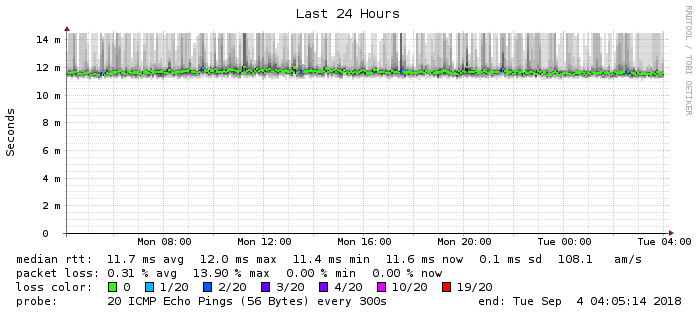 Last 24 Hours
RRDTOOL / TOBI OETIKER
Seconds
14 m
12 m
10 m
8 m
6 m
4 m
2 m
0
Mon 08:00 Mon 12:00 Mon 16:00 Mon 20:00 Tue 00:00 Tue 04:00
median rtt: 11.7 ms avg 12.0 ms max 11.4 ms min 11.6 ms now 0.1 ms sd 108.1 am/s
packet loss: 0.31 % avg 13.90 % max 0.00 % min 0.00 % now
loss color: 0 1/20 2/20 3/20 4/20 10/20 19/20
probe: 20 ICMP Echo Pings (56 Bytes) every 300s end: Tue Sep 4 04:05:14 2018